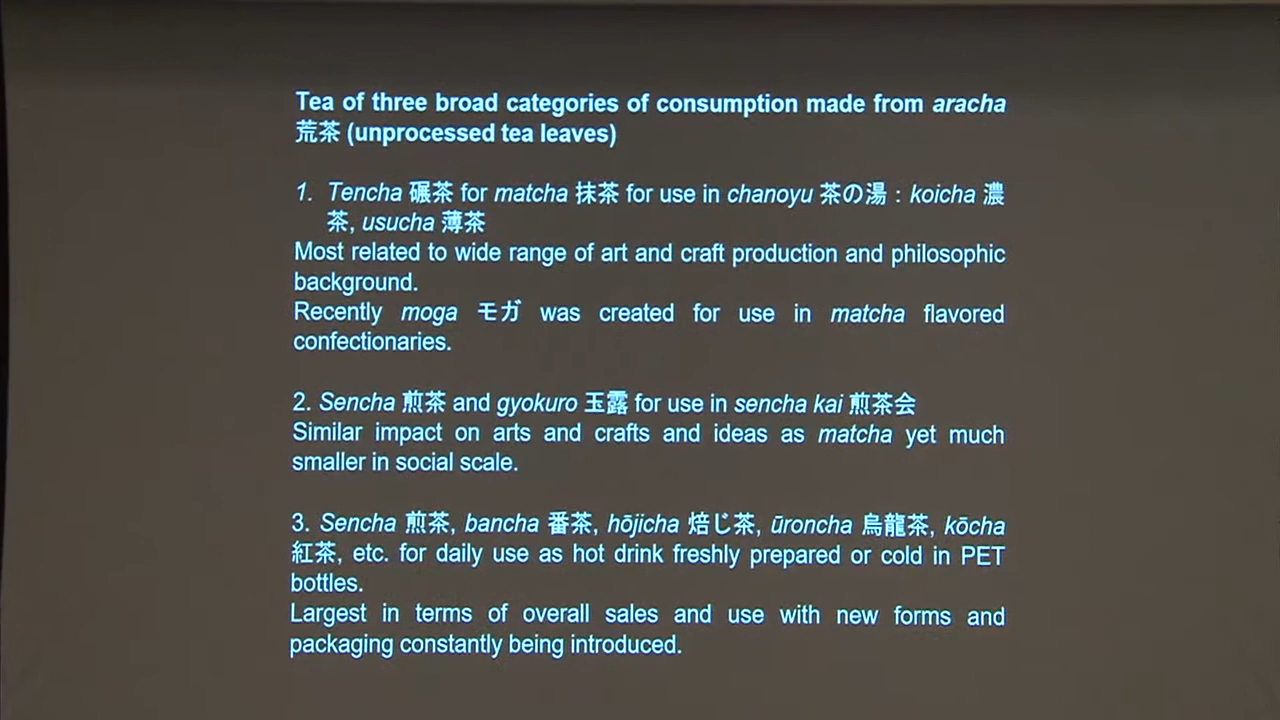 Tea of three broad categories of consumption made from aracha
荒茶 (unprocessed tea leaves)
1. Tencha 碾茶 for matcha 抹茶 for use in chanoyu 茶の湯 : koicha 濃
茶, usucha 薄茶
Most related to wide range of art and craft production and philosophic
background.
Recently moga モガ was created for use in matcha flavored
confectionaries.
2. Sencha 煎茶 and gyokuro 玉露 for use in sencha kai 煎茶会
Similar impact on arts and crafts and ideas as matcha yet much
smaller in social scale.
3. Sencha 煎茶, bancha 番茶, hōjicha 焙じ茶, ūroncha 烏龍茶, kōcha
紅茶, etc. for daily use as hot drink freshly prepared or cold in PET
bottles.
Largest in terms of overall sales and use with new forms and
packaging constantly being introduced.